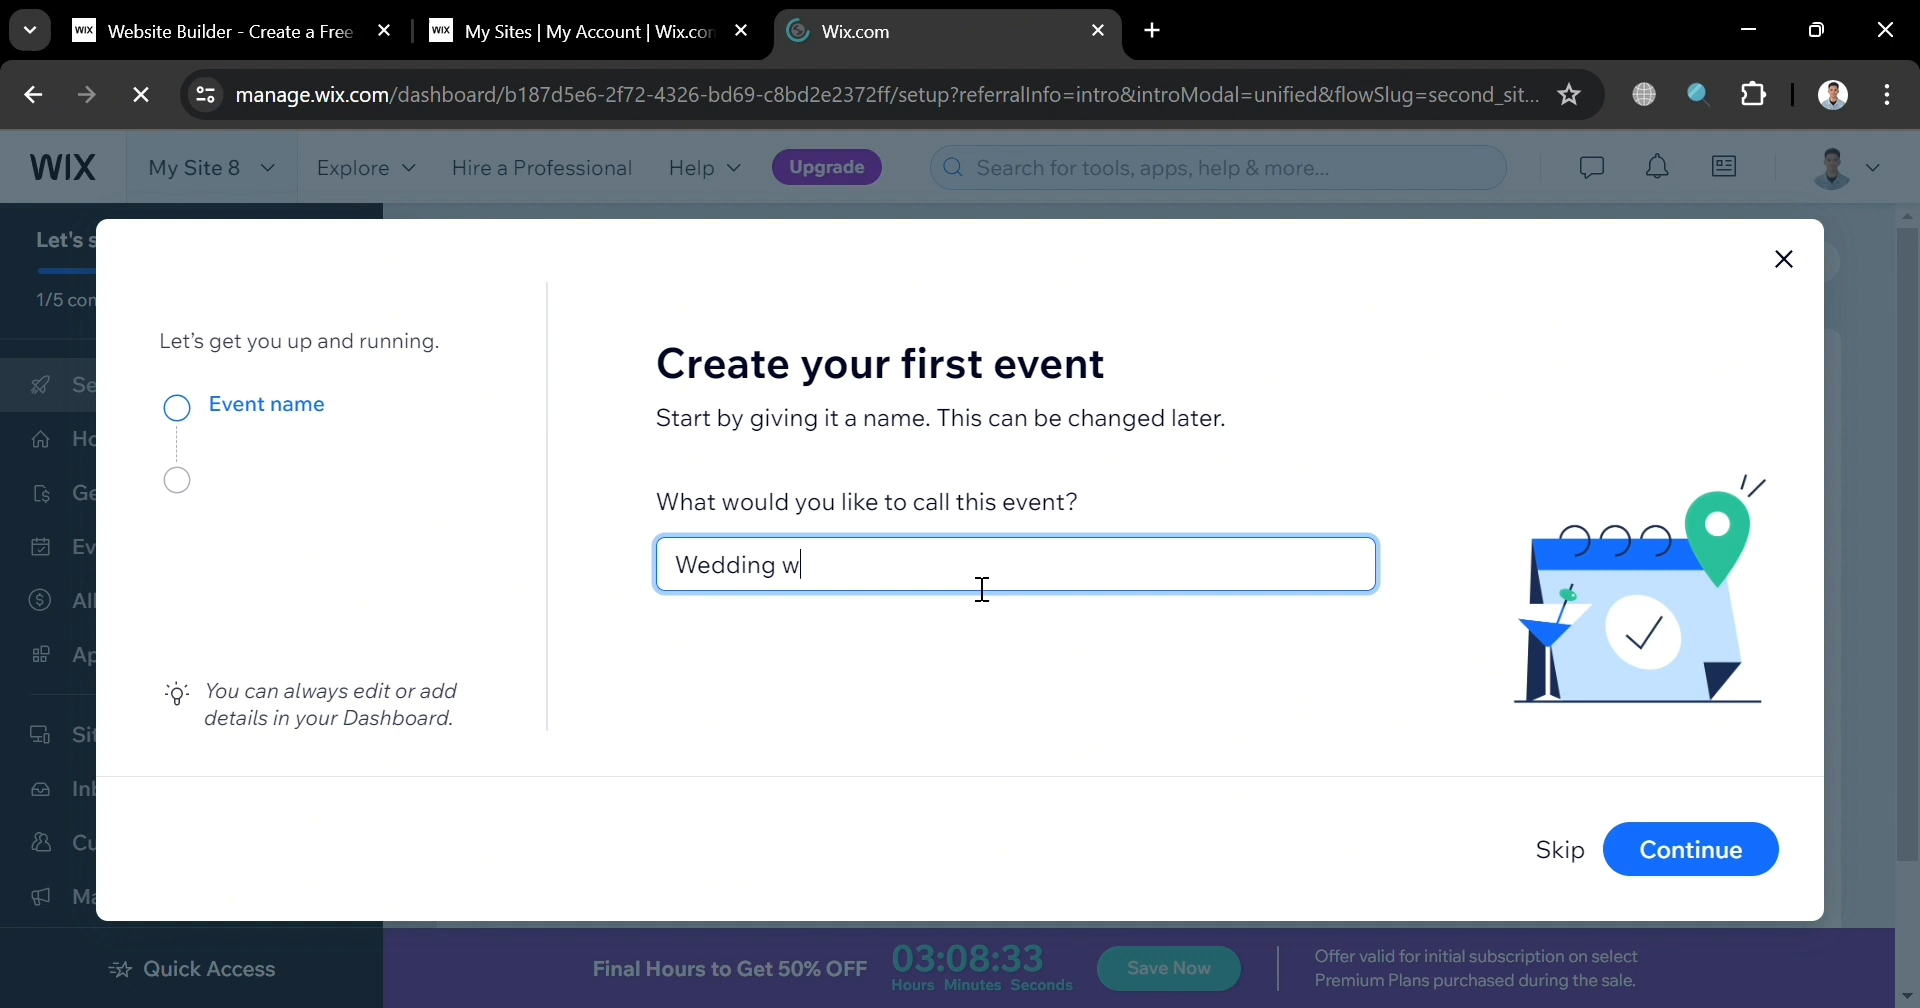 WIX Website Builder - Create a Free
WIX My Sites | My Account | Wix.co
Wix.com
manage.wix.com/dashboard/b187d5e6-2f72-4326-bd69-c8bd2e2372ff/setup?referralInfo=intro&introModal=unified&flowSlug=second_sit...
WIX
My Site 8
Explore
Hire a Professional
Help
Upgrade
Search for tools, apps, help & more...
Let's s
1/5 con
Se
Ho
Ge
Ev
All
Ap
Sit
Inb
Cu
Ma
Quick Access
Let's get you up and running.
Event name
You can always edit or add
details in your Dashboard.
Create your first event
Start by giving it a name. This can be changed later.
What would you like to call this event?
Wedding w
Skip
Continue
Final Hours to Get 50% OFF
03:08:33
Hours Minutes Seconds
Save Now
Offer valid for initial subscription on select
Premium Plans purchased during the sale.